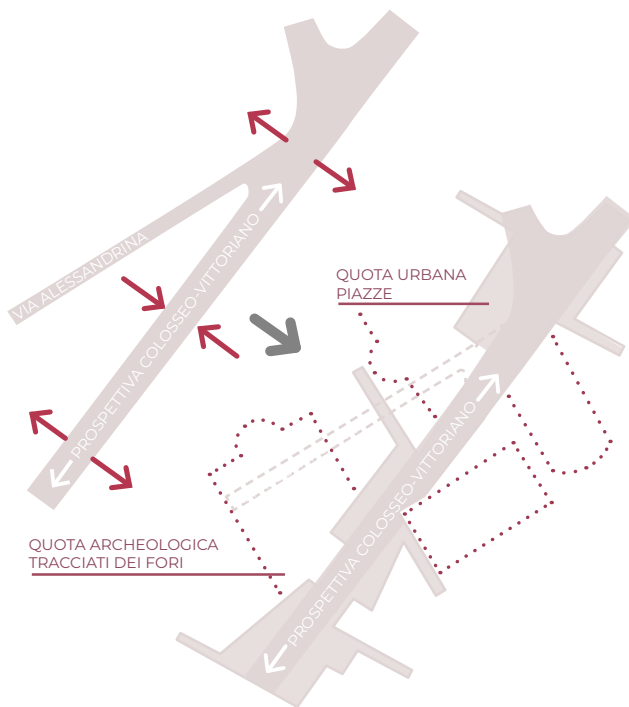 VIA ALESSANDRINA
PROSPETTIVA COLOSSEO-VITTORIANO
QUOTA URBANA
PIAZZE
PROSPETTIVA COLOSSEO-VITTORIANO
QUOTA ARCHEOLOGICA
TRACCIATI DEI FORI